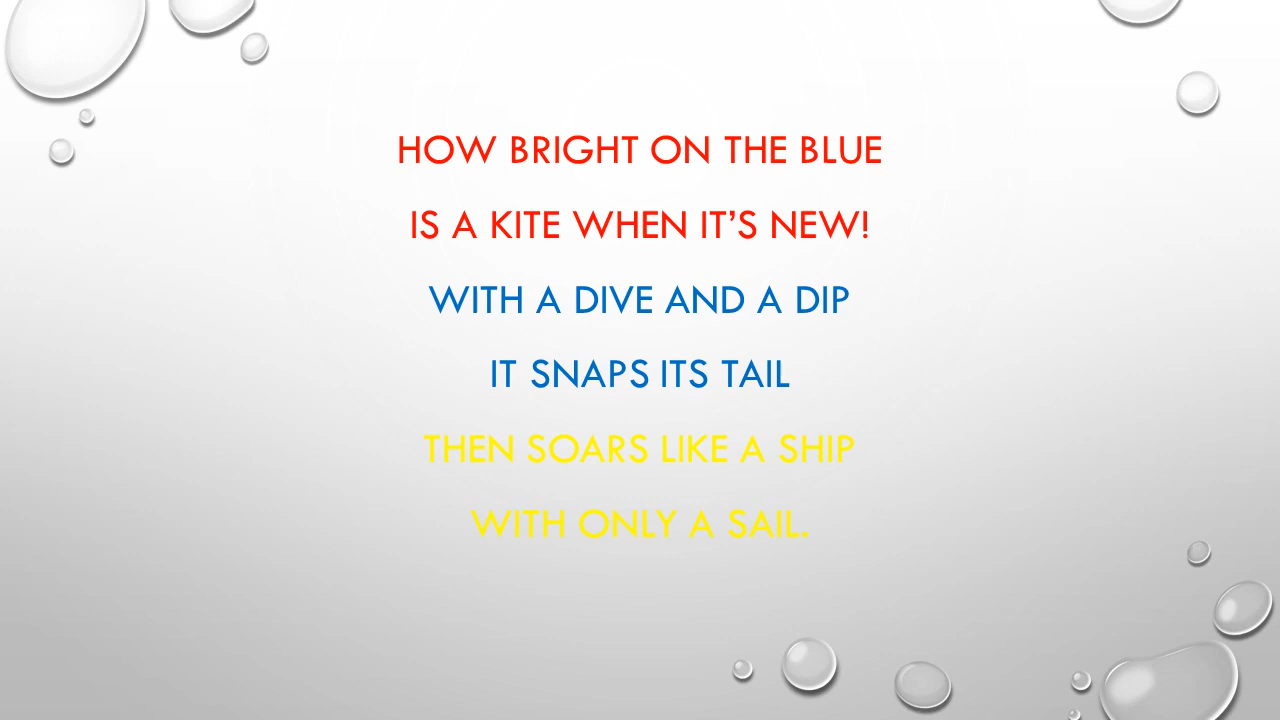 HOW BRIGHT ON THE BLUE
IS A KITE WHEN IT’S NEW!
WITH A DIVE AND A DIP
IT SNAPS ITS TAIL
THEN SOARS LIKE A SHIP
WITH ONLY A SAIL.